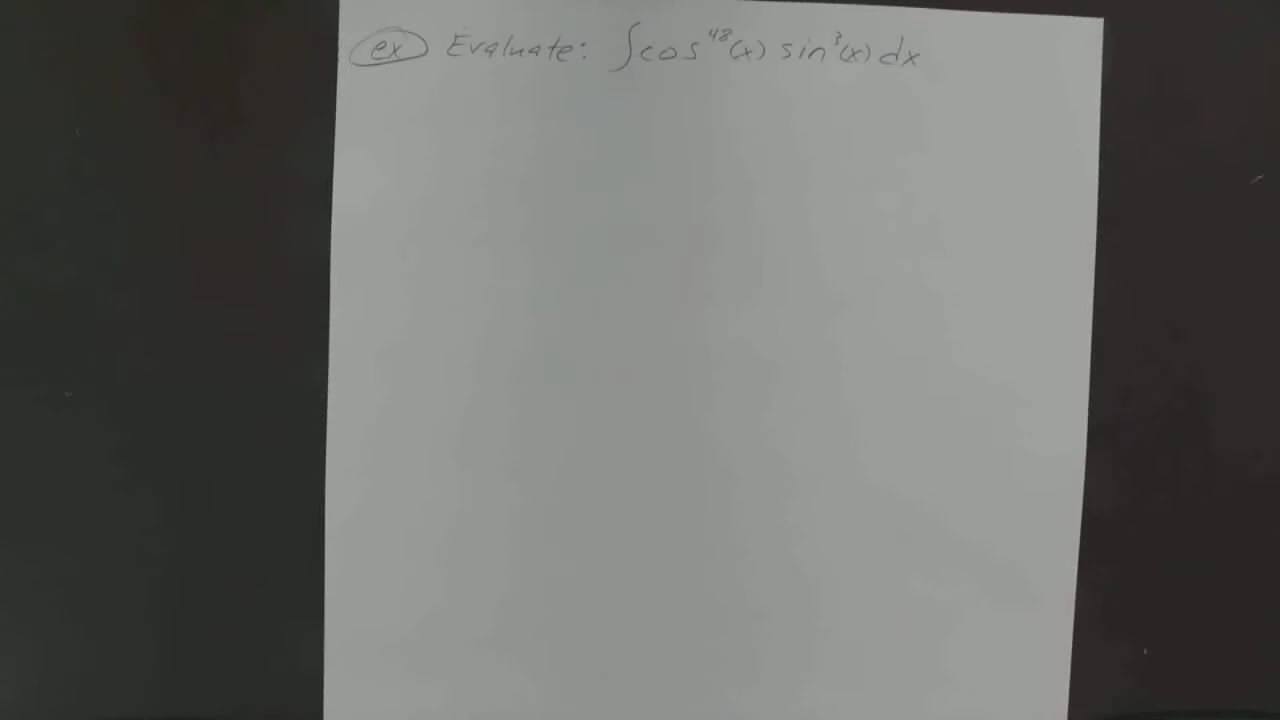 ex Evaluate: ∫cos⁴⁸(x) sin³(x) dx